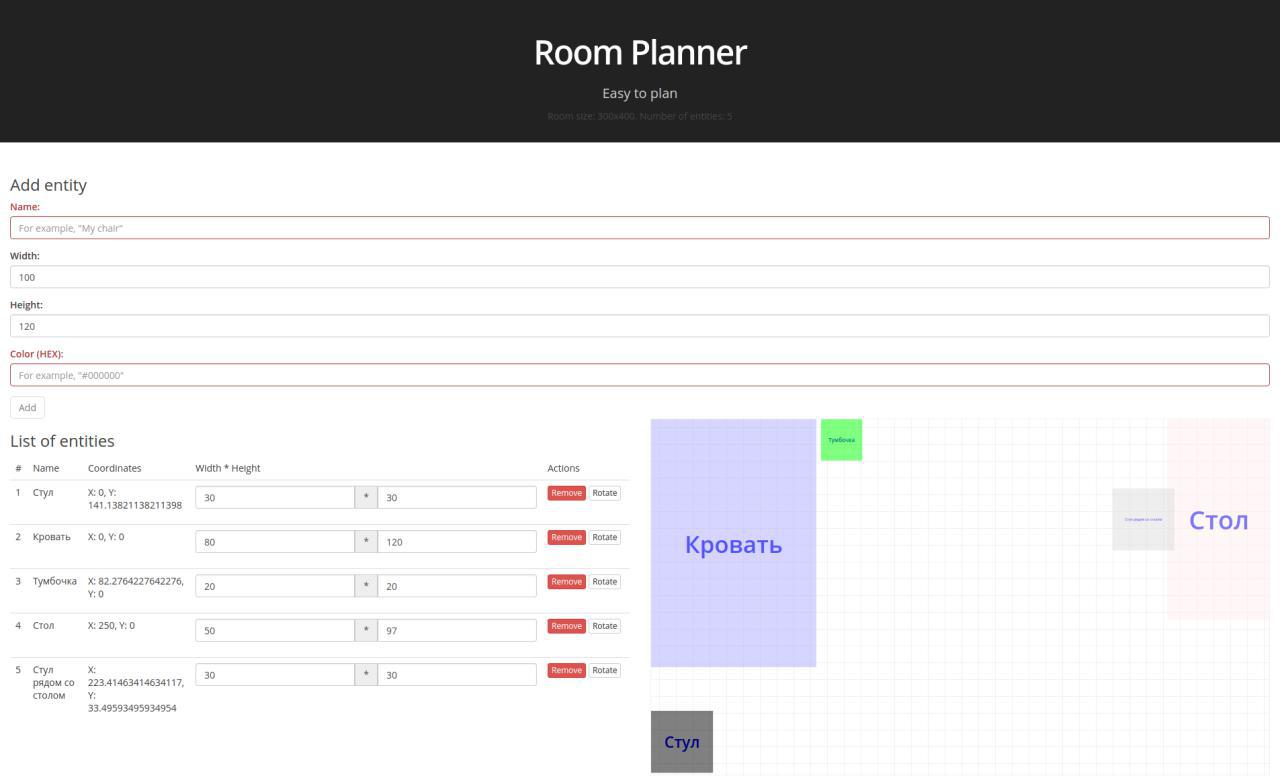 Room Planner
Easy to plan
Room size: 300x400. Number of entities: 5
Add entity
Name:
For example, "My chair"
Width:
100
Height:
120
Color (HEX):
For example, "#000000"
Add
List of entities
# Name Coordinates Width * Height Actions
1 Стул X: 0, Y: 30 * 30 Remove Rotate
141.13821138211398
2 Кровать X: 0, Y: 0 80 * 120 Remove Rotate
3 Тумбочка X: 82.2764227642276, 20 * 20 Remove Rotate
Y: 0
4 Стол X: 250, Y: 0 50 * 97 Remove Rotate
5 Стул X: 30 * 30 Remove Rotate
рядом со 223.41463414634117,
столом Y:
33.49593495934954
Тумбочка
Кровать
Стул рядом со столом
Стол
Стул